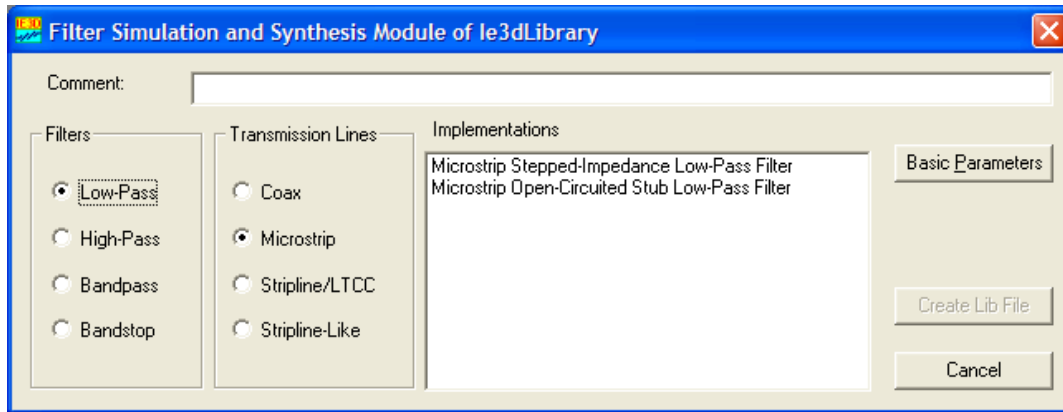 IE3D
Filter Simulation and Synthesis Module of Ie3dLibrary
Comment:
Filters
Low-Pass
High-Pass
Bandpass
Bandstop
Transmission Lines
Coax
Microstrip
Stripline/LTCC
Stripline-Like
Implementations
Microstrip Stepped-Impedance Low-Pass Filter
Microstrip Open-Circuited Stub Low-Pass Filter
Basic Parameters
Create Lib File
Cancel